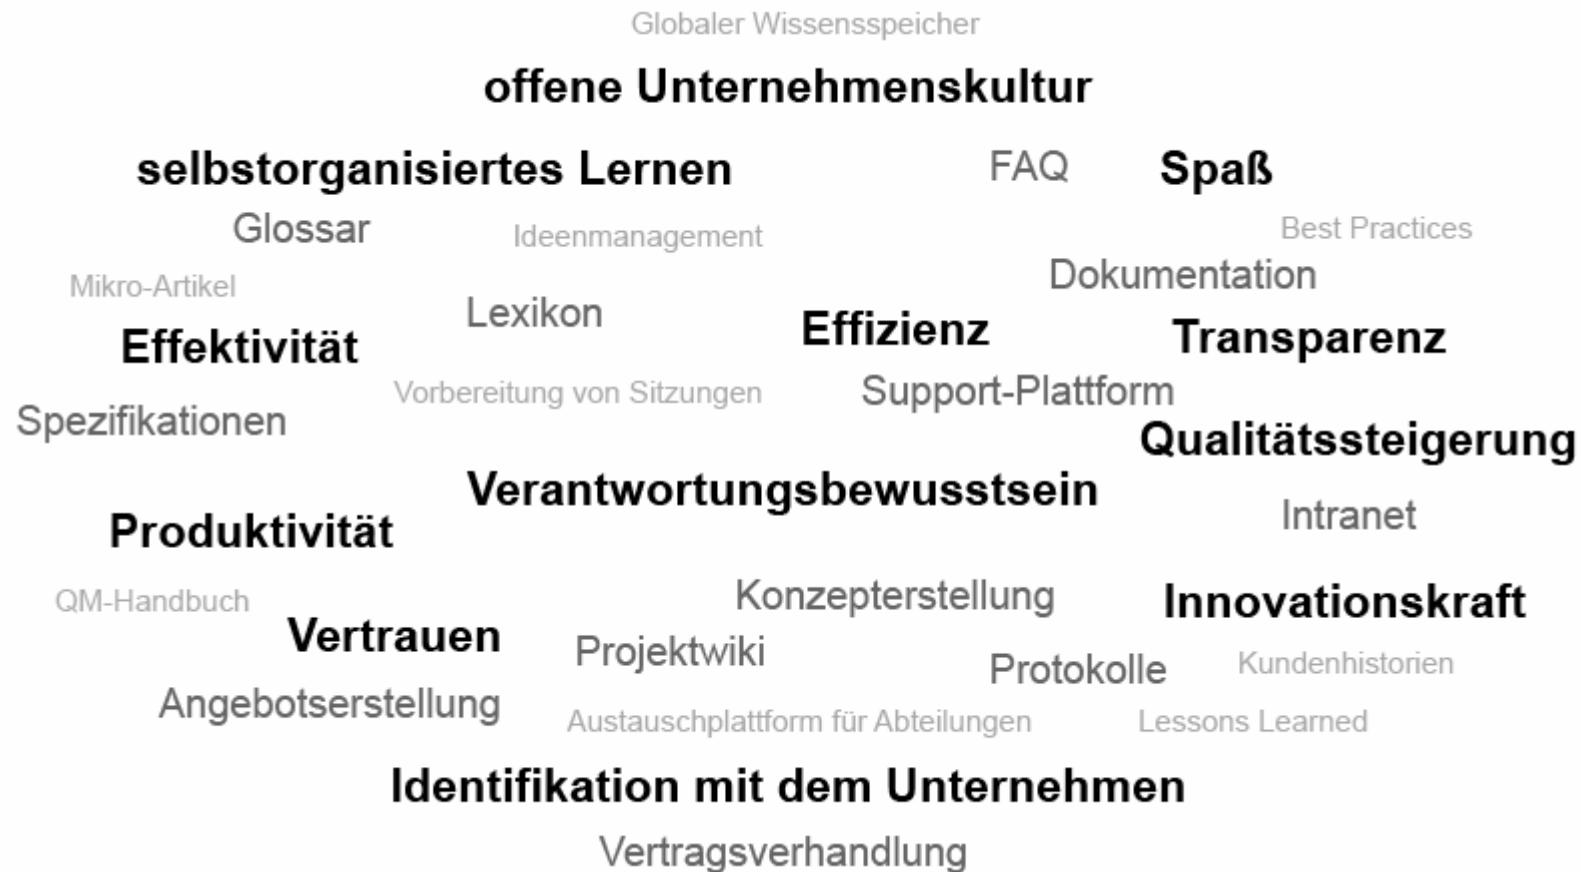 Globaler Wissensspeicher
offene Unternehmenskultur
selbstorganisiertes Lernen FAQ Spaß
Glossar Ideenmanagement Best Practices
Mikro-Artikel Lexikon Dokumentation
Effektivität Effizienz Transparenz
Spezifikationen Vorbereitung von Sitzungen Support-Plattform
Qualitätssteigerung
Verantwortungsbewusstsein
Produktivität Intranet
QM-Handbuch Konzepterstellung Innovationskraft
Vertrauen Projektwiki Protokolle Kundenhistorien
Angebotserstellung Austauschplattform für Abteilungen Lessons Learned
Identifikation mit dem Unternehmen
Vertragsverhandlung